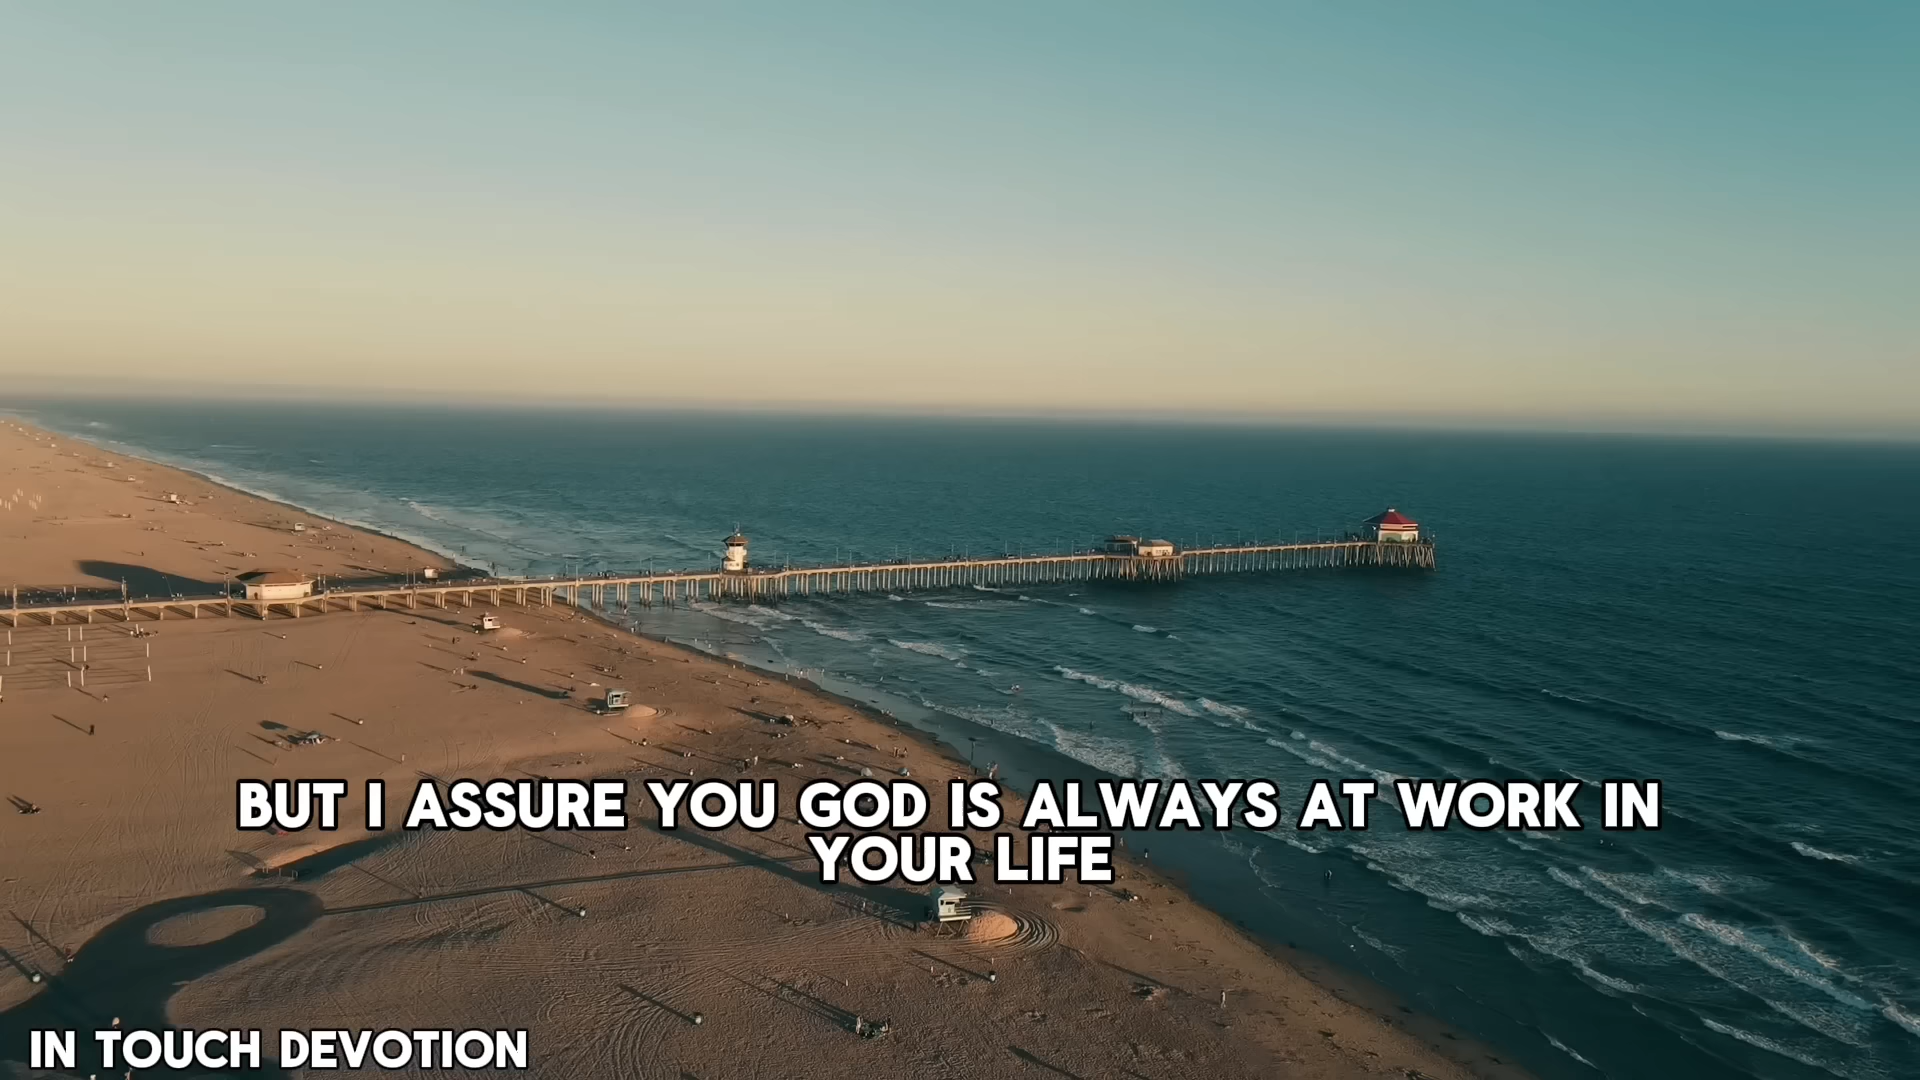 BUT I ASSURE YOU GOD IS ALWAYS AT WORK IN
YOUR LIFE
IN TOUCH DEVOTION